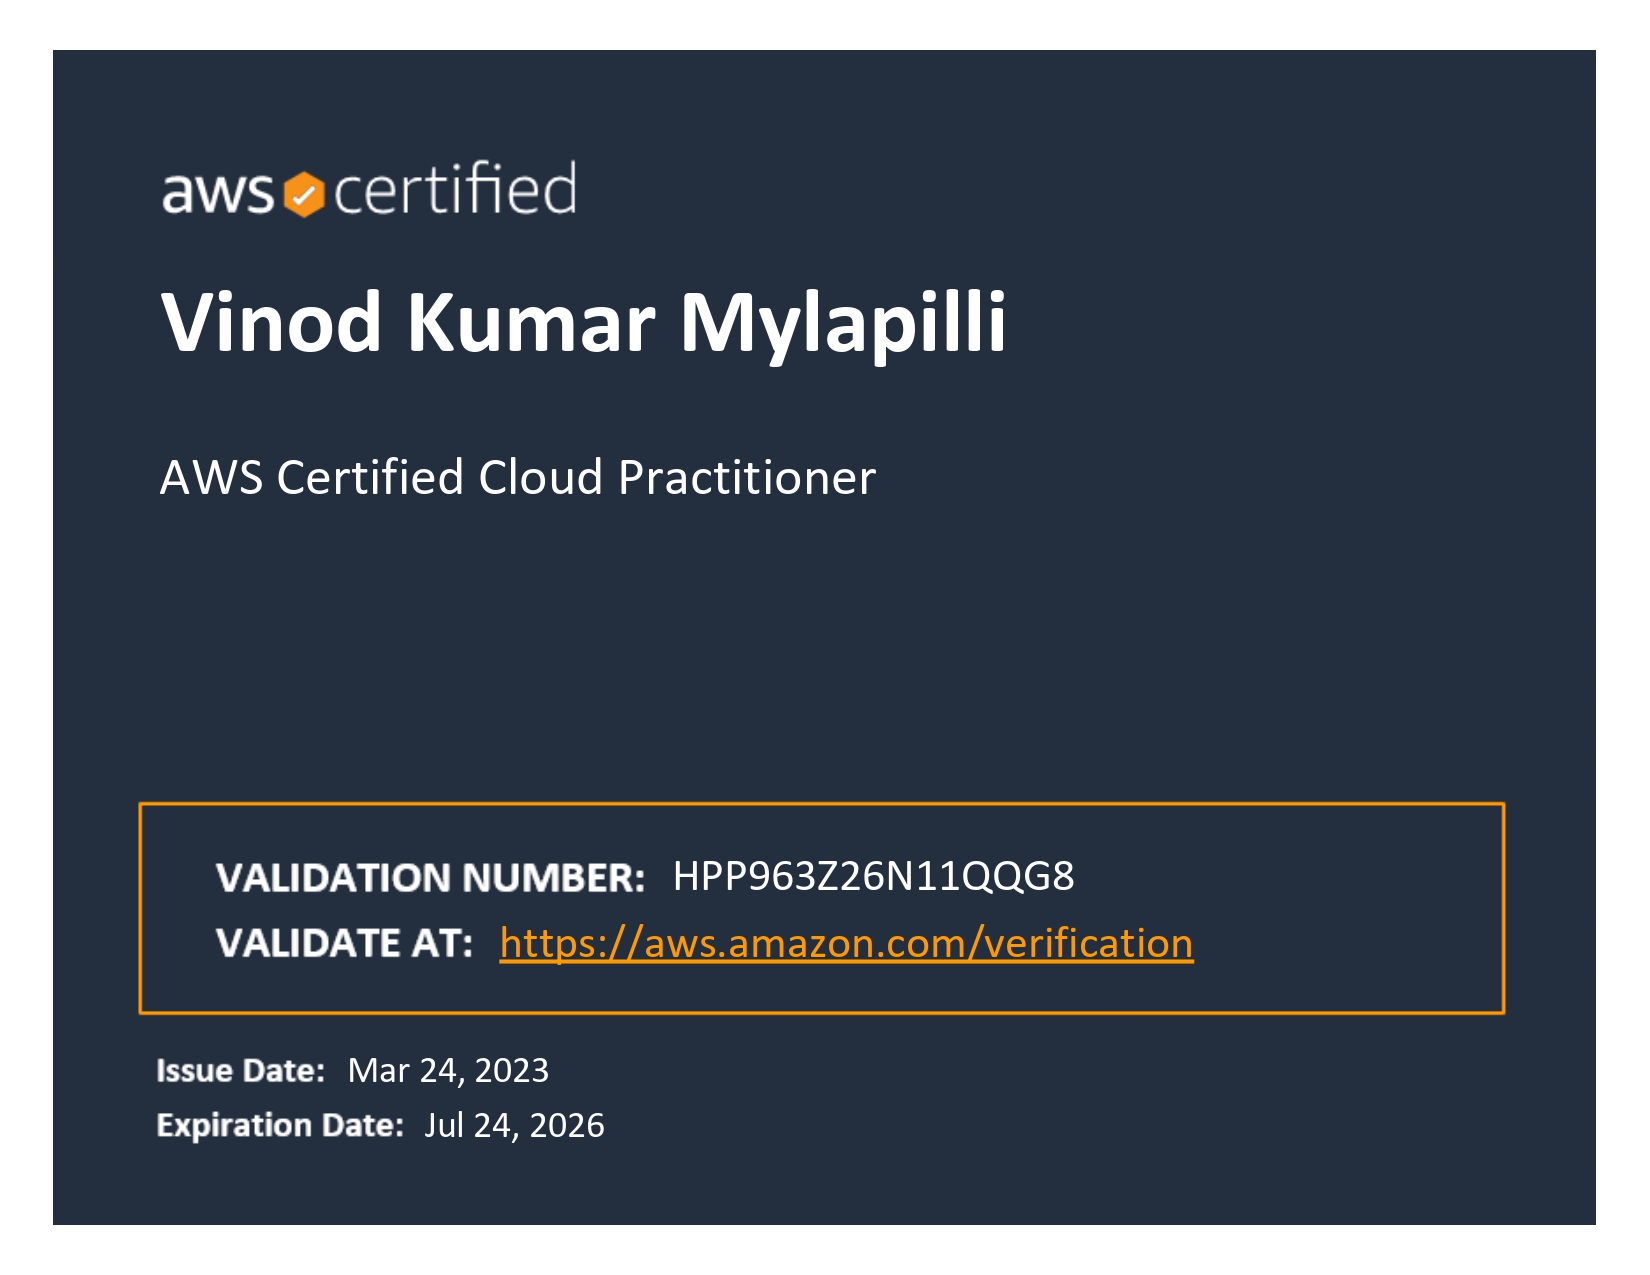 aws certified
Vinod Kumar Mylapilli
AWS Certified Cloud Practitioner
VALIDATION NUMBER: HPP963Z26N11QQG8
VALIDATE AT: https://aws.amazon.com/verification
Issue Date: Mar 24, 2023
Expiration Date: Jul 24, 2026